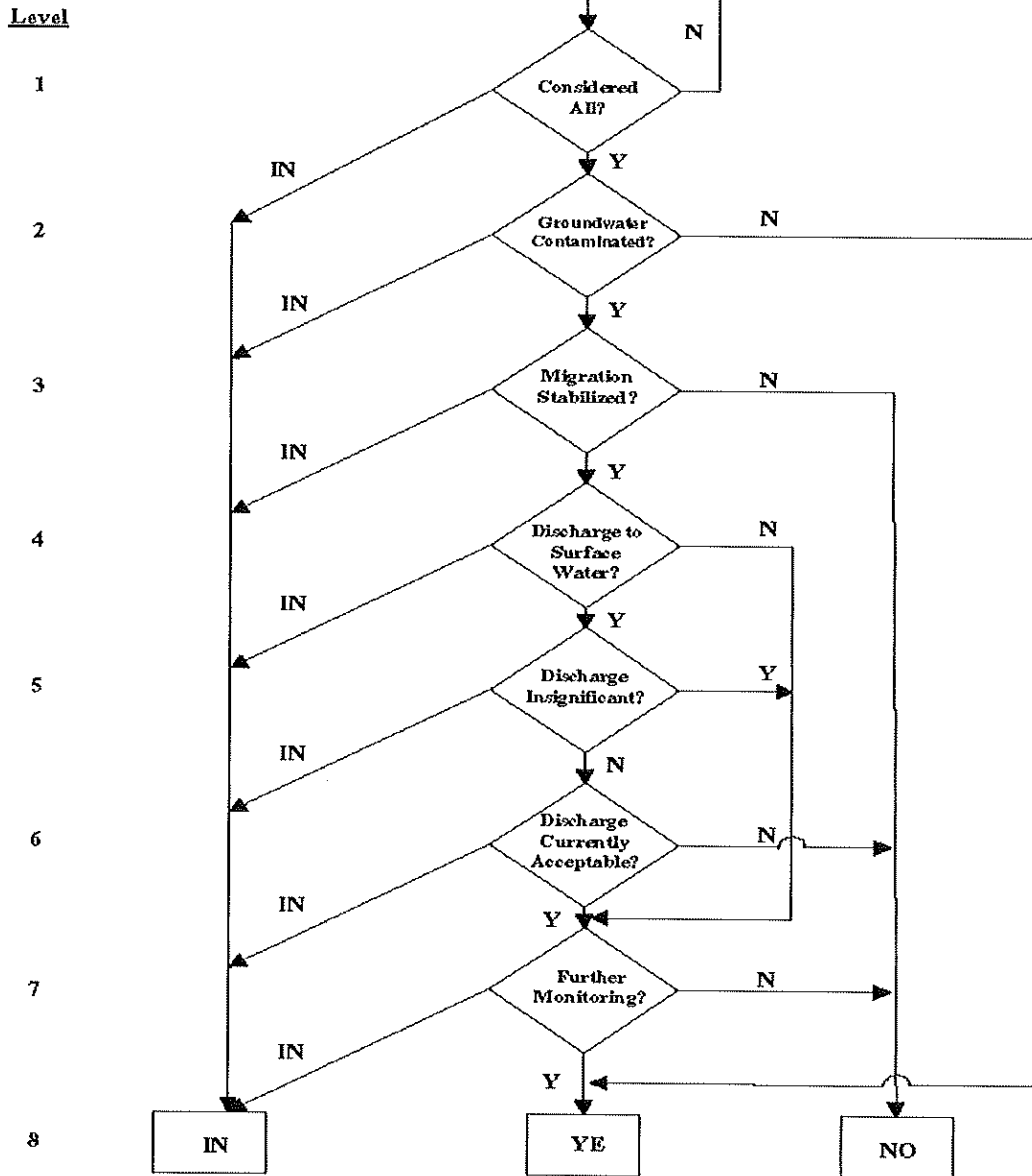 Level
N
1
Considered
All?
IN
Y
2
Groundwater
Contaminated?
N
IN
Y
3
Migration
Stabilized?
N
IN
Y
4
Discharge to
Surface
Water?
N
IN
Y
5
Discharge
Insignificant?
Y
IN
N
6
Discharge
Currently
Acceptable?
N
IN
Y
7
Further
Monitoring?
N
IN
Y
8
IN
YE
NO